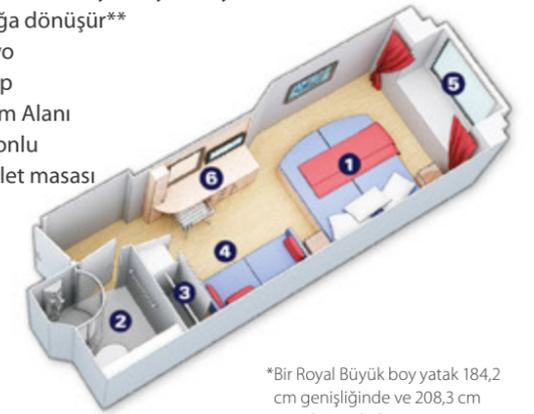 ğa dönüşür**
m Alanı
onlu
let masası
5
1
6
4
3
2
*Bir Royal Büyük boy yatak 184,2
cm genişliğinde ve 208,3 cm